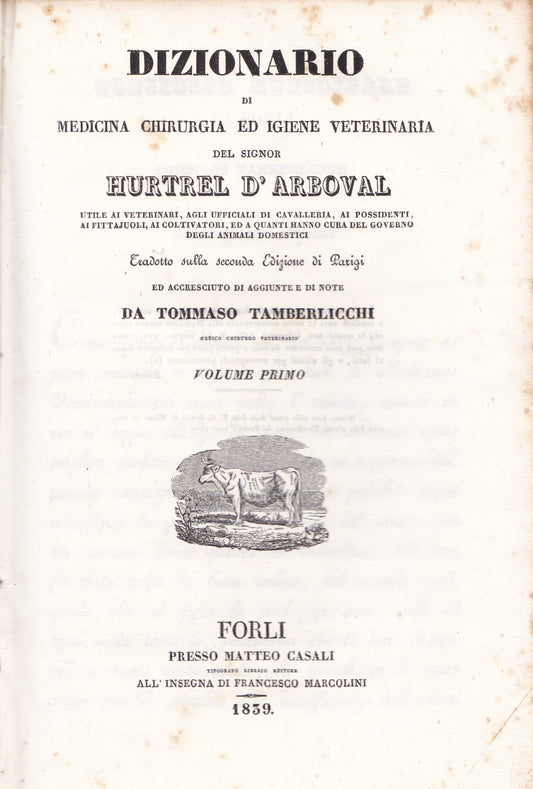 DIZIONARIO
DI
MEDICINA CHIRURGIA ED IGIENE VETERINARIA
DEL SIGNOR
HURTREL D'ARBOVAL
UTILE AI VETERINARI, AGLI UFFICIALI DI CAVALLERIA, AI POSSIDENTI,
AI FITTAJUOLI, AI COLTIVATORI, ED A QUANTI HANNO CURA DEL GOVERNO
DEGLI ANIMALI DOMESTICI
Tradotto sulla seconda Edizione di Parigi
ED ACCRESCIUTO DI AGGIUNTE E DI NOTE
DA TOMMASO TAMBERLICCHI
MEDICO CHIRURGO VETERINARIO
VOLUME PRIMO
FORLI
PRESSO MATTEO CASALI
TIPOGRAFO LIBRAIO EDITORE
ALL'INSEGNA DI FRANCESCO MARCOLINI
1839.